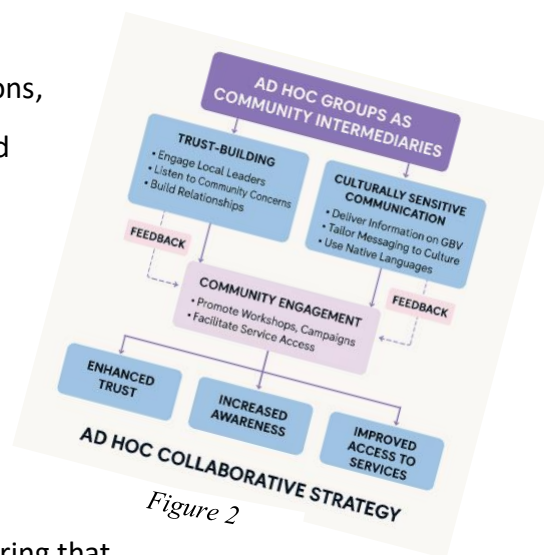 ons,
d
AD HOC GROUPS AS
COMMUNITY INTERMEDIARIES
TRUST-BUILDING
• Engage Local Leaders
• Listen to Community Concerns
• Build Relationships
CULTURALLY SENSITIVE
COMMUNICATION
• Deliver Information on GBV
• Tailor Messaging to Culture
• Use Native Languages
FEEDBACK
FEEDBACK
COMMUNITY ENGAGEMENT
• Promote Workshops, Campaigns
• Facilitate Service Access
ENHANCED
TRUST
INCREASED
AWARENESS
IMPROVED
ACCESS TO
SERVICES
AD HOC COLLABORATIVE STRATEGY
Figure 2
ring that